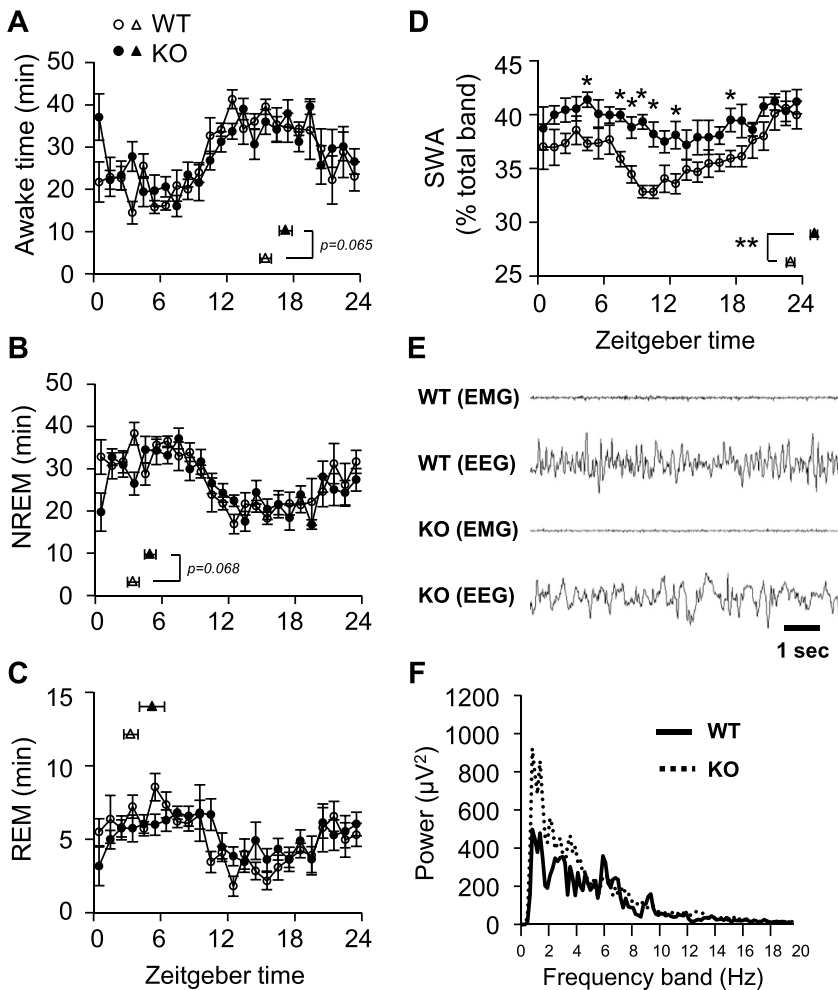 A
○ △ WT
● ▲ KO
Awake time (min)
50
40
30
20
10
0
p=0.065
0 6 12 18 24
B
NREM (min)
50
40
30
20
10
0
p=0.068
0 6 12 18 24
C
REM (min)
15
10
5
0
0 6 12 18 24
Zeitgeber time
D
SWA
(% total band)
45
41
37
33
29
25
* * * * * * *
**
0 6 12 18 24
Zeitgeber time
E
WT (EMG)
WT (EEG)
KO (EMG)
KO (EEG)
1 sec
F
Power (µV²)
1200
1000
800
600
400
200
0
WT
KO
0 2 4 6 8 10 12 14 16 18 20
Frequency band (Hz)